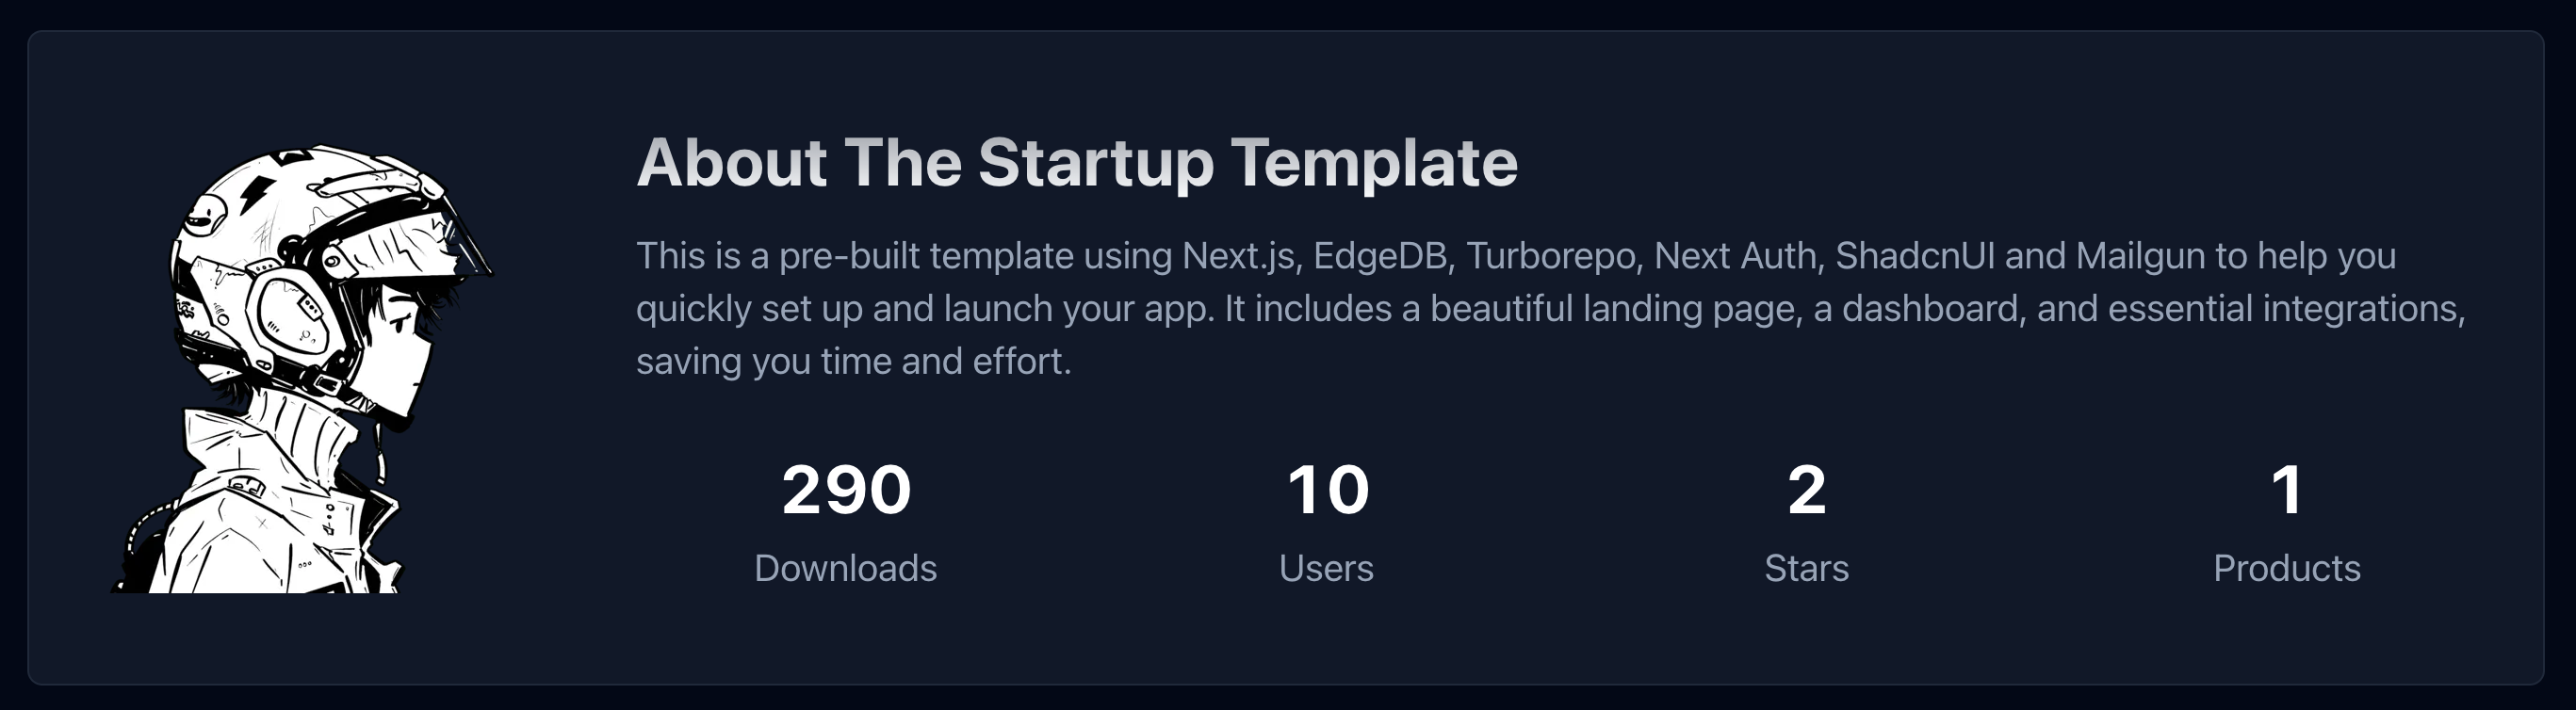 About The Startup Template
This is a pre-built template using Next.js, EdgeDB, Turborepo, Next Auth, ShadcnUI and Mailgun to help you
quickly set up and launch your app. It includes a beautiful landing page, a dashboard, and essential integrations,
saving you time and effort.
290
Downloads
10
Users
2
Stars
1
Products